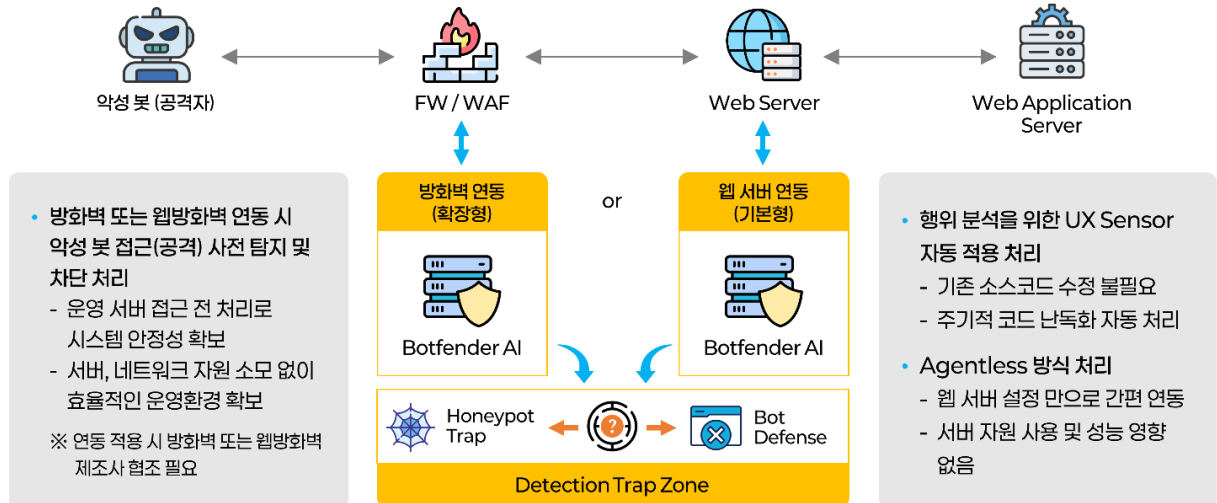 악성 봇 (공격자)
FW / WAF
Web Server
Web Application
Server
• 방화벽 또는 웹방화벽 연동 시
악성 봇 접근(공격) 사전 탐지 및
차단 처리
- 운영 서버 접근 전 처리로
시스템 안정성 확보
- 서버, 네트워크 자원 소모 없이
효율적인 운영환경 확보
※ 연동 적용 시 방화벽 또는 웹방화벽
제조사 협조 필요
방화벽 연동
(확장형)
Botfender AI
or
웹 서버 연동
(기본형)
Botfender AI
Honeypot
Trap
?
Bot
Defense
Detection Trap Zone
• 행위 분석을 위한 UX Sensor
자동 적용 처리
- 기존 소스코드 수정 불필요
- 주기적 코드 난독화 자동 처리
• Agentless 방식 처리
- 웹 서버 설정 만으로 간편 연동
- 서버 자원 사용 및 성능 영향
없음